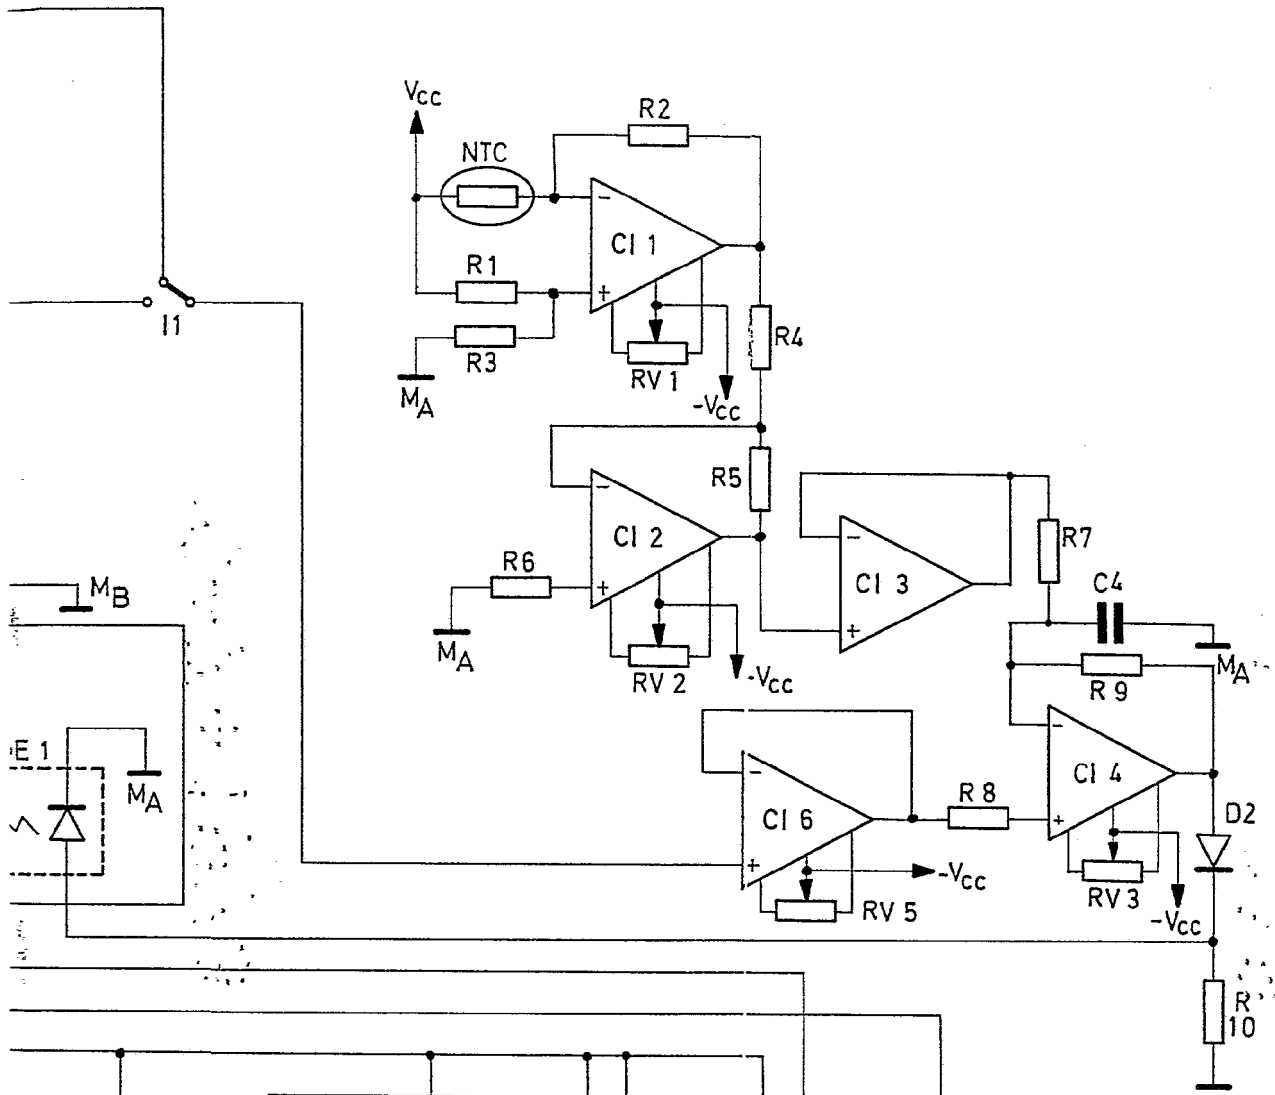 VCC
R2
NTC
-
CI 1
R1
+
I1
R3
R4
RV 1
MA
-VCC
R5
-
CI 2
-
R7
R6
CI 3
C4
MB
+
+
MA
MA
RV 2
-VCC
R 9
-
E 1
-
CI 4
MA
CI 6
R 8
+
D2
+
-VCC
RV 3
RV 5
-VCC
R
10